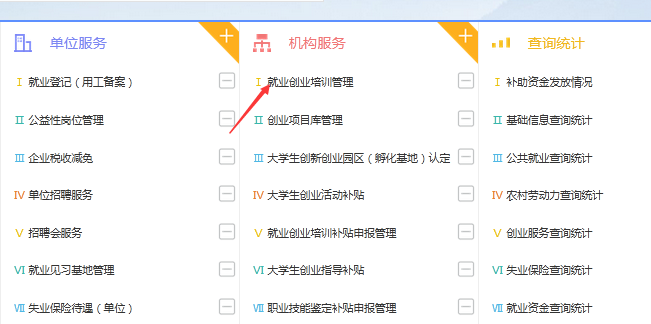 单位服务
I 就业登记（用工备案）
II 公益性岗位管理
III 企业税收减免
IV 单位招聘服务
V 招聘会服务
VI 就业见习基地管理
VII 失业保险待遇（单位）
机构服务
I 就业创业培训管理
II 创业项目库管理
III 大学生创新创业园区（孵化基地）认定
IV 大学生创业活动补贴
V 就业创业培训补贴申报管理
VI 大学生创业指导补贴
VII 职业技能鉴定补贴申报管理
查询统计
I 补助资金发放情况
II 基础信息查询统计
III 公共就业查询统计
IV 农村劳动力查询统计
V 创业服务查询统计
VI 失业保险查询统计
VII 就业资金查询统计